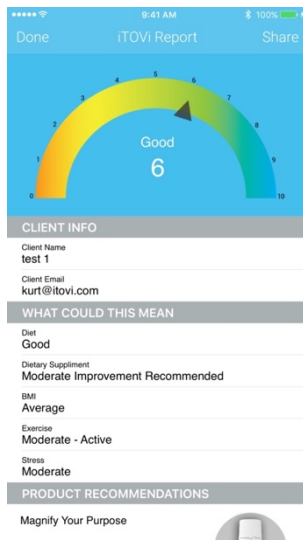 9:41 AM
100%
Done iTOVi Report Share
0 1 2 3 4 5 6 7 8 9 10
Good
6
CLIENT INFO
Client Name
test 1
Client Email
kurt@itovi.com
WHAT COULD THIS MEAN
Diet
Good
Dietary Suppliment
Moderate Improvement Recommended
BMI
Average
Exercise
Moderate - Active
Stress
Moderate
PRODUCT RECOMMENDATIONS
Magnify Your Purpose